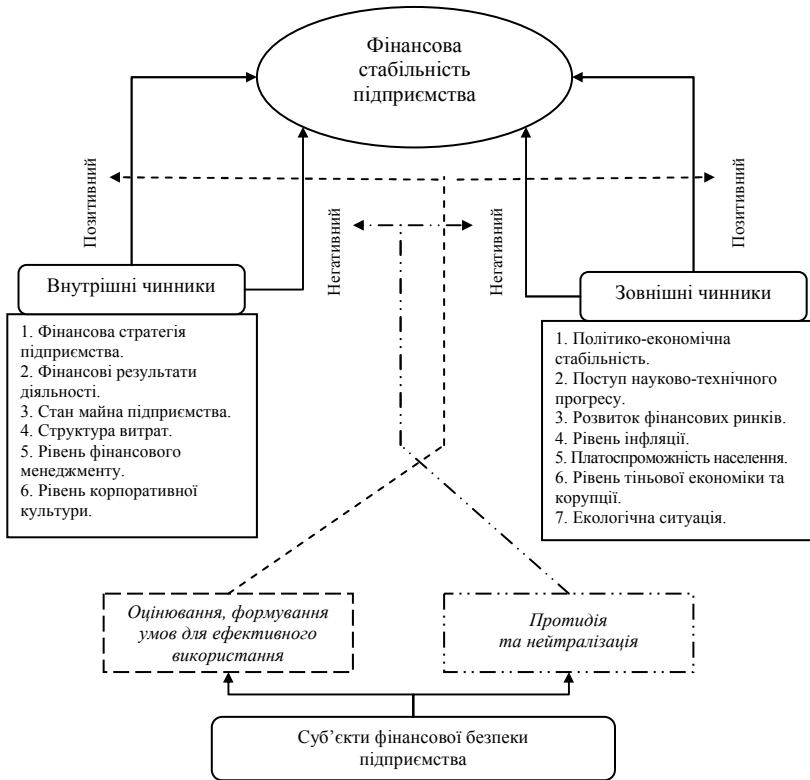 Фінансова
стабільність
підприємства
Позитивний
Негативний
Негативний
Позитивний
Внутрішні чинники
1. Фінансова стратегія
підприємства.
2. Фінансові результати
діяльності.
3. Стан майна підприємства.
4. Структура витрат.
5. Рівень фінансового
менеджменту.
6. Рівень корпоративної
культури.
Зовнішні чинники
1. Політико-економічна
стабільність.
2. Поступ науково-технічного
прогресу.
3. Розвиток фінансових ринків.
4. Рівень інфляції.
5. Платоспроможність населення.
6. Рівень тіньової економіки та
корупції.
7. Екологічна ситуація.
Оцінювання, формування
умов для ефективного
використання
Протидія
та нейтралізація
Суб’єкти фінансової безпеки
підприємства